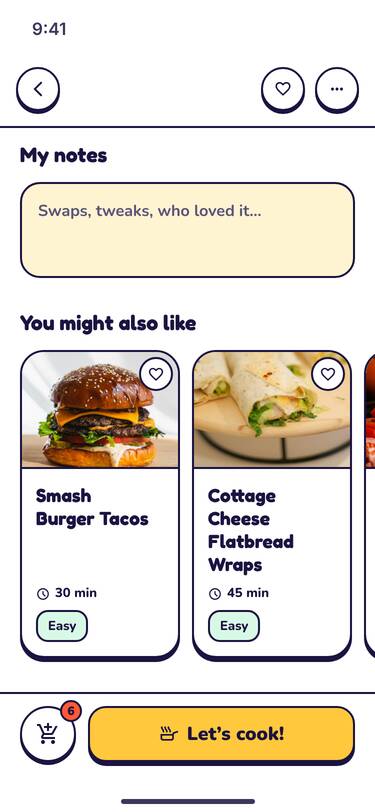 9:41
My notes
Swaps, tweaks, who loved it...
You might also like
Smash
Burger Tacos
30 min
Easy
Cottage
Cheese
Flatbread
Wraps
45 min
Easy
6
Let's cook!